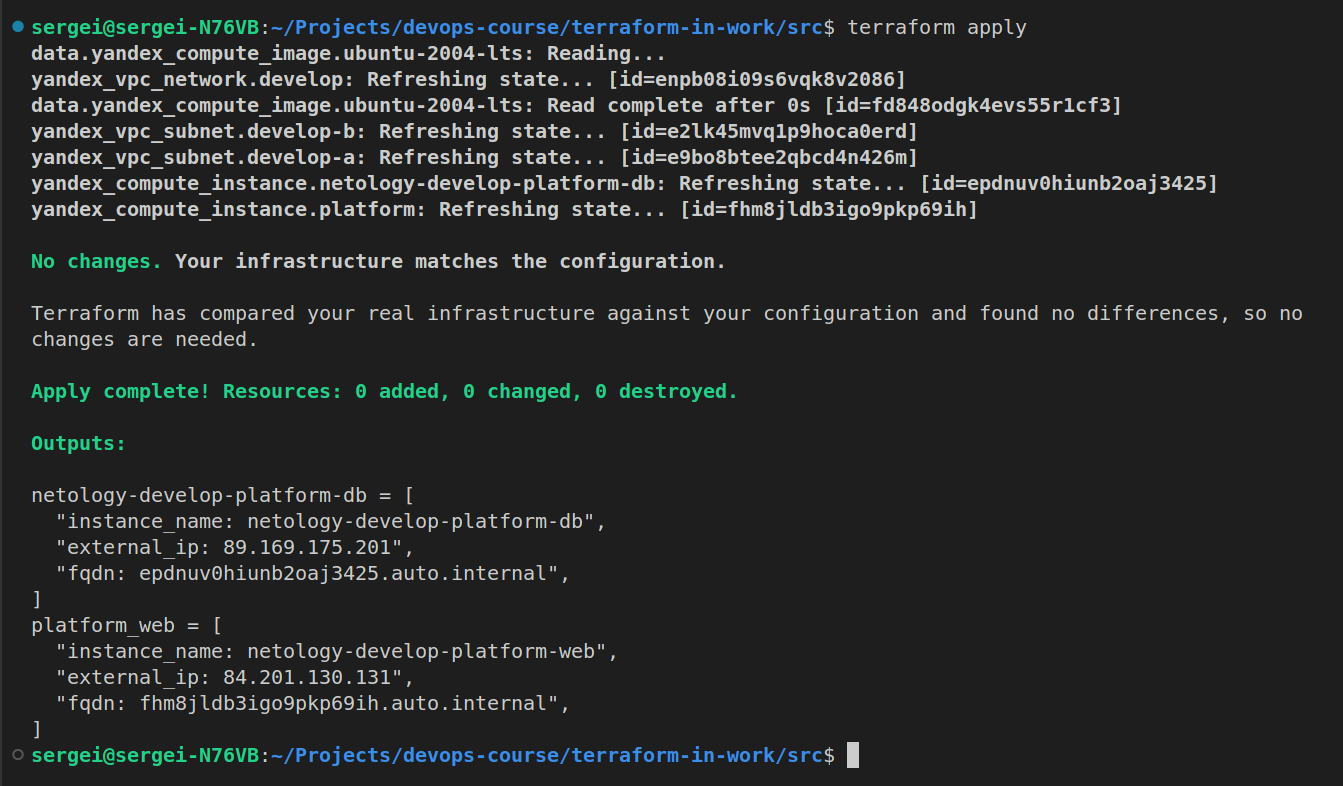 sergei@sergei-N76VB:~/Projects/devops-course/terraform-in-work/src$ terraform apply
data.yandex_compute_image.ubuntu-2004-lts: Reading...
yandex_vpc_network.develop: Refreshing state... [id=enpb08i09s6vqk8v2086]
data.yandex_compute_image.ubuntu-2004-lts: Read complete after 0s [id=fd848odgk4evs55r1cf3]
yandex_vpc_subnet.develop-b: Refreshing state... [id=e2lk45mvq1p9hoca0erd]
yandex_vpc_subnet.develop-a: Refreshing state... [id=e9bo8btee2qbcd4n426m]
yandex_compute_instance.netology-develop-platform-db: Refreshing state... [id=epdnuv0hiunb2oaj3425]
yandex_compute_instance.platform: Refreshing state... [id=fhm8jldb3igo9pkp69ih]

No changes. Your infrastructure matches the configuration.

Terraform has compared your real infrastructure against your configuration and found no differences, so no
changes are needed.

Apply complete! Resources: 0 added, 0 changed, 0 destroyed.

Outputs:

netology-develop-platform-db = [
  "instance_name: netology-develop-platform-db",
  "external_ip: 89.169.175.201",
  "fqdn: epdnuv0hiunb2oaj3425.auto.internal",
]
platform_web = [
  "instance_name: netology-develop-platform-web",
  "external_ip: 84.201.130.131",
  "fqdn: fhm8jldb3igo9pkp69ih.auto.internal",
]
sergei@sergei-N76VB:~/Projects/devops-course/terraform-in-work/src$